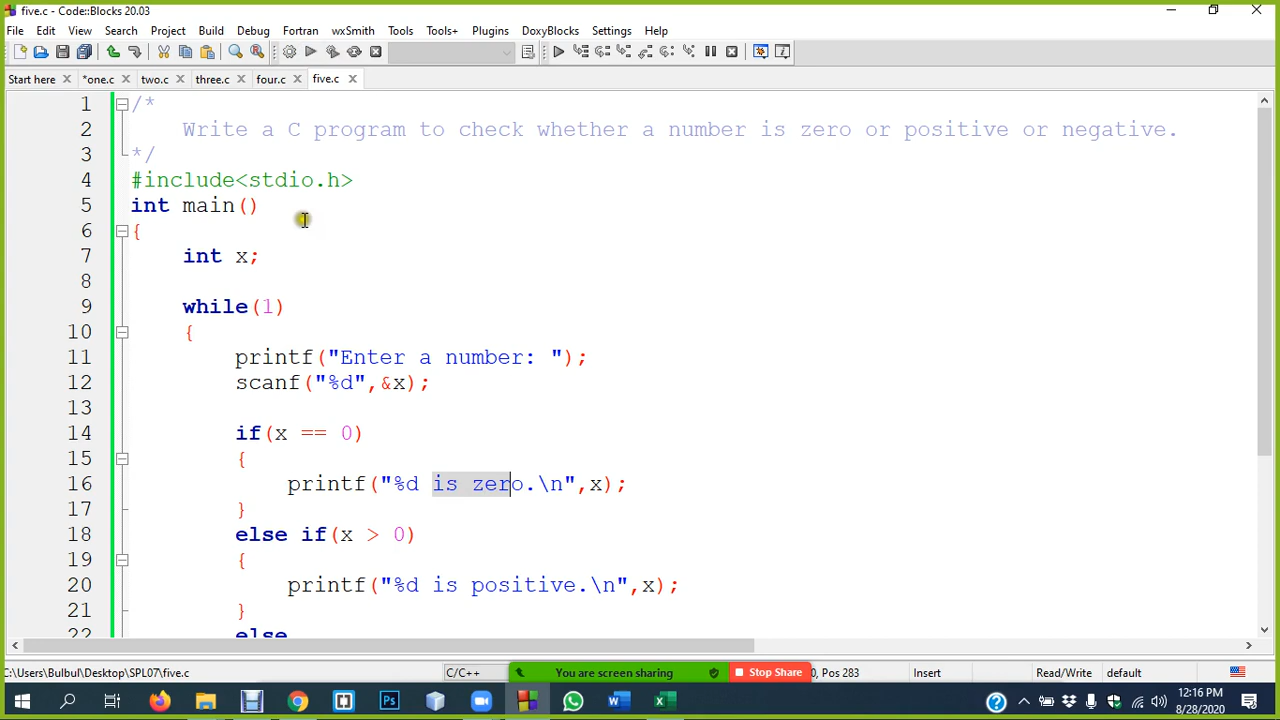 five.c - Code::Blocks 20.03
File Edit View Search Project Build Debug Fortran wxSmith Tools Tools+ Plugins DoxyBlocks Settings Help
Start here *one.c two.c three.c four.c five.c
1 /*
2 Write a C program to check whether a number is zero or positive or negative.
3 */
4 #include<stdio.h>
5 int main()
6 {
7 int x;
8
9 while(1)
10 {
11 printf("Enter a number: ");
12 scanf("%d",&x);
13
14 if(x == 0)
15 {
16 printf("%d is zero.\n",x);
17 }
18 else if(x > 0)
19 {
20 printf("%d is positive.\n",x);
21 }
22 else
C:\Users\Bulbul\Desktop\SPL07\five.c C/C++ You are screen sharing Stop Share 0, Pos 283 Insert Read/Write default
12:16 PM
8/28/2020